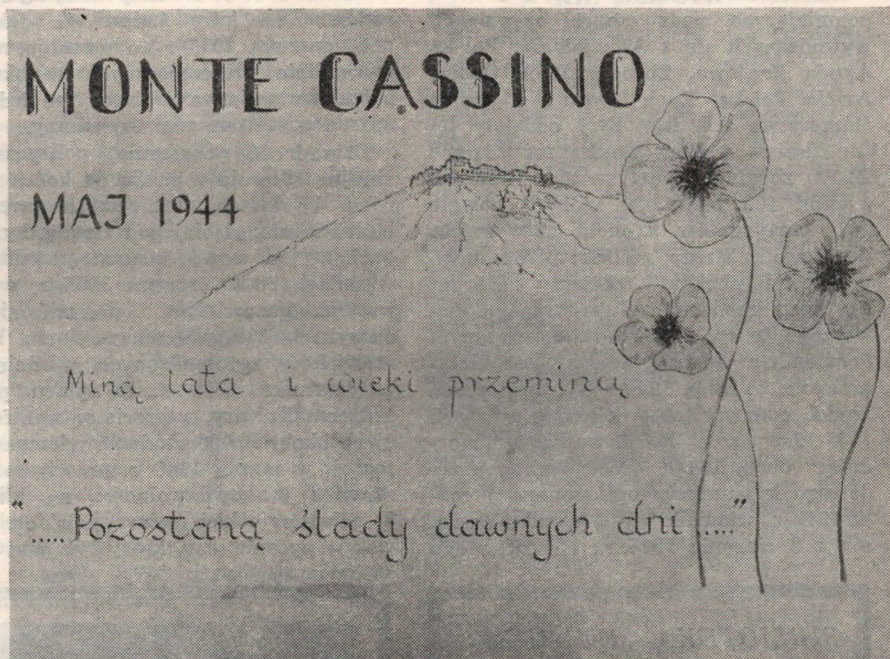 MONTE CASSINO
MAJ 1944
Miną lata i wieki przeminą
".....Pozostaną ślady dawnych dni....."